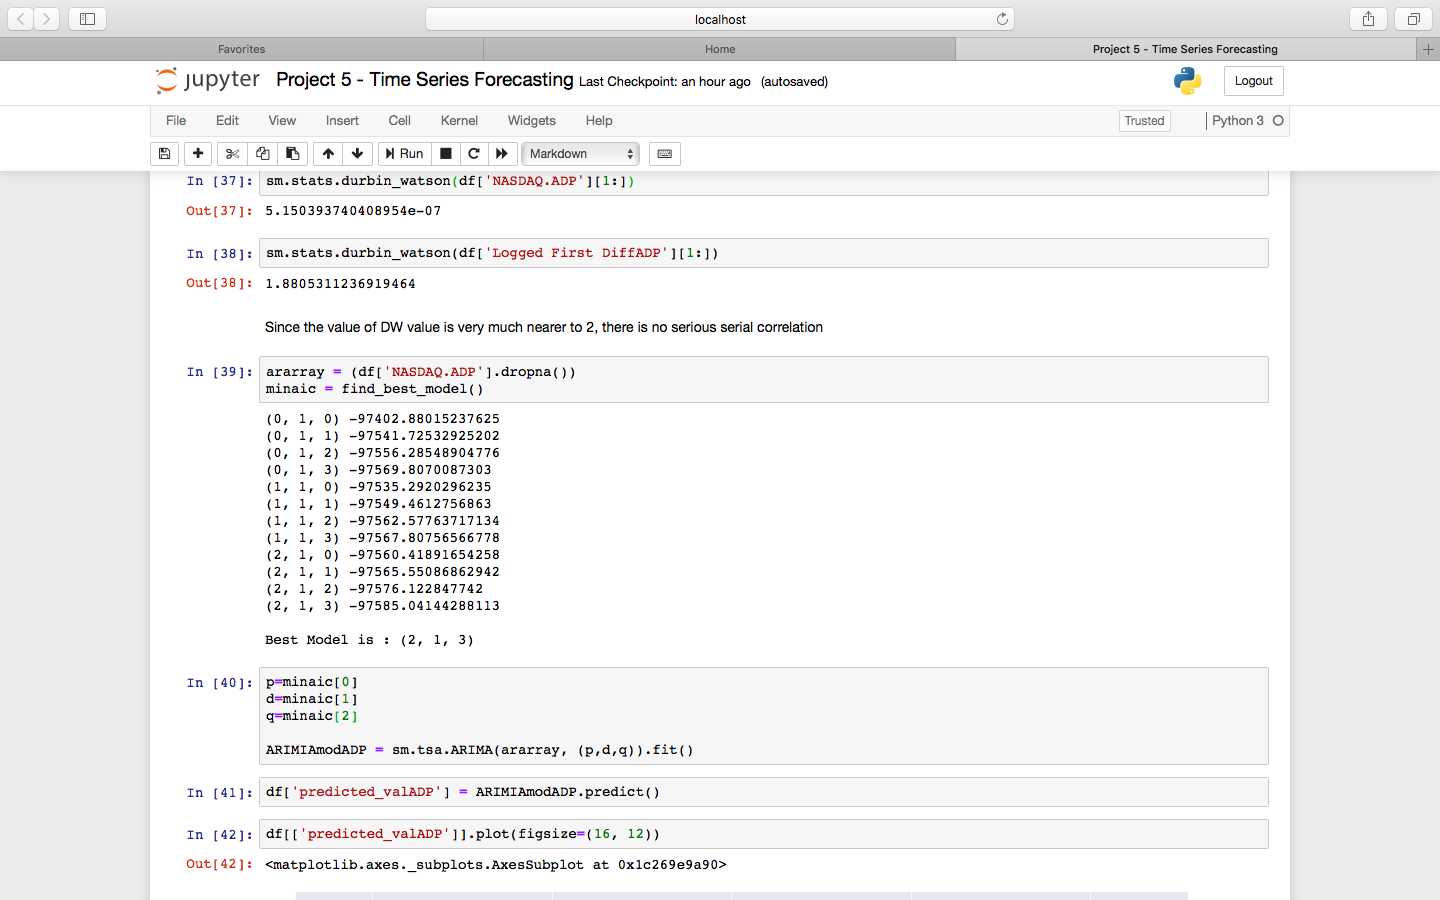 localhost
Favorites
Home
Project 5 - Time Series Forecasting
jupyter Project 5 - Time Series Forecasting Last Checkpoint: an hour ago (autosaved)
Logout
File Edit View Insert Cell Kernel Widgets Help
Trusted
Python 3
Run
Markdown
In [37]: sm.stats.durbin_watson(df['NASDAQ.ADP'][1:])
Out[37]: 5.150393740408954e-07
In [38]: sm.stats.durbin_watson(df['Logged First DiffADP'][1:])
Out[38]: 1.8805311236919464
Since the value of DW value is very much nearer to 2, there is no serious serial correlation
In [39]: ararray = (df['NASDAQ.ADP'].dropna())
minaic = find_best_model()
(0, 1, 0) -97402.88015237625
(0, 1, 1) -97541.72532925202
(0, 1, 2) -97556.28548904776
(0, 1, 3) -97569.8070087303
(1, 1, 0) -97535.2920296235
(1, 1, 1) -97549.4612756863
(1, 1, 2) -97562.57763717134
(1, 1, 3) -97567.80756566778
(2, 1, 0) -97560.41891654258
(2, 1, 1) -97565.55086862942
(2, 1, 2) -97576.122847742
(2, 1, 3) -97585.04144288113
Best Model is : (2, 1, 3)
In [40]: p=minaic[0]
d=minaic[1]
q=minaic[2]
ARIMIAmodADP = sm.tsa.ARIMA(ararray, (p,d,q)).fit()
In [41]: df['predicted_valADP'] = ARIMIAmodADP.predict()
In [42]: df[['predicted_valADP']].plot(figsize=(16, 12))
Out[42]: <matplotlib.axes._subplots.AxesSubplot at 0x1c269e9a90>